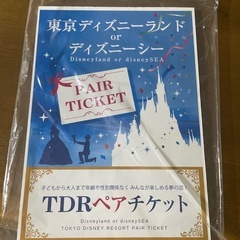 東京ディズニーランド
or
ディズニーシー
Disneyland or disneySEA
FAIR
TICKET
子どもから大人まで年齢や性別関係なくみんなが楽しめる夢の国!
TDRペアチケット
Disneyland or disneySEA
TOKYO DISNEY RESORT PAIR TICKET